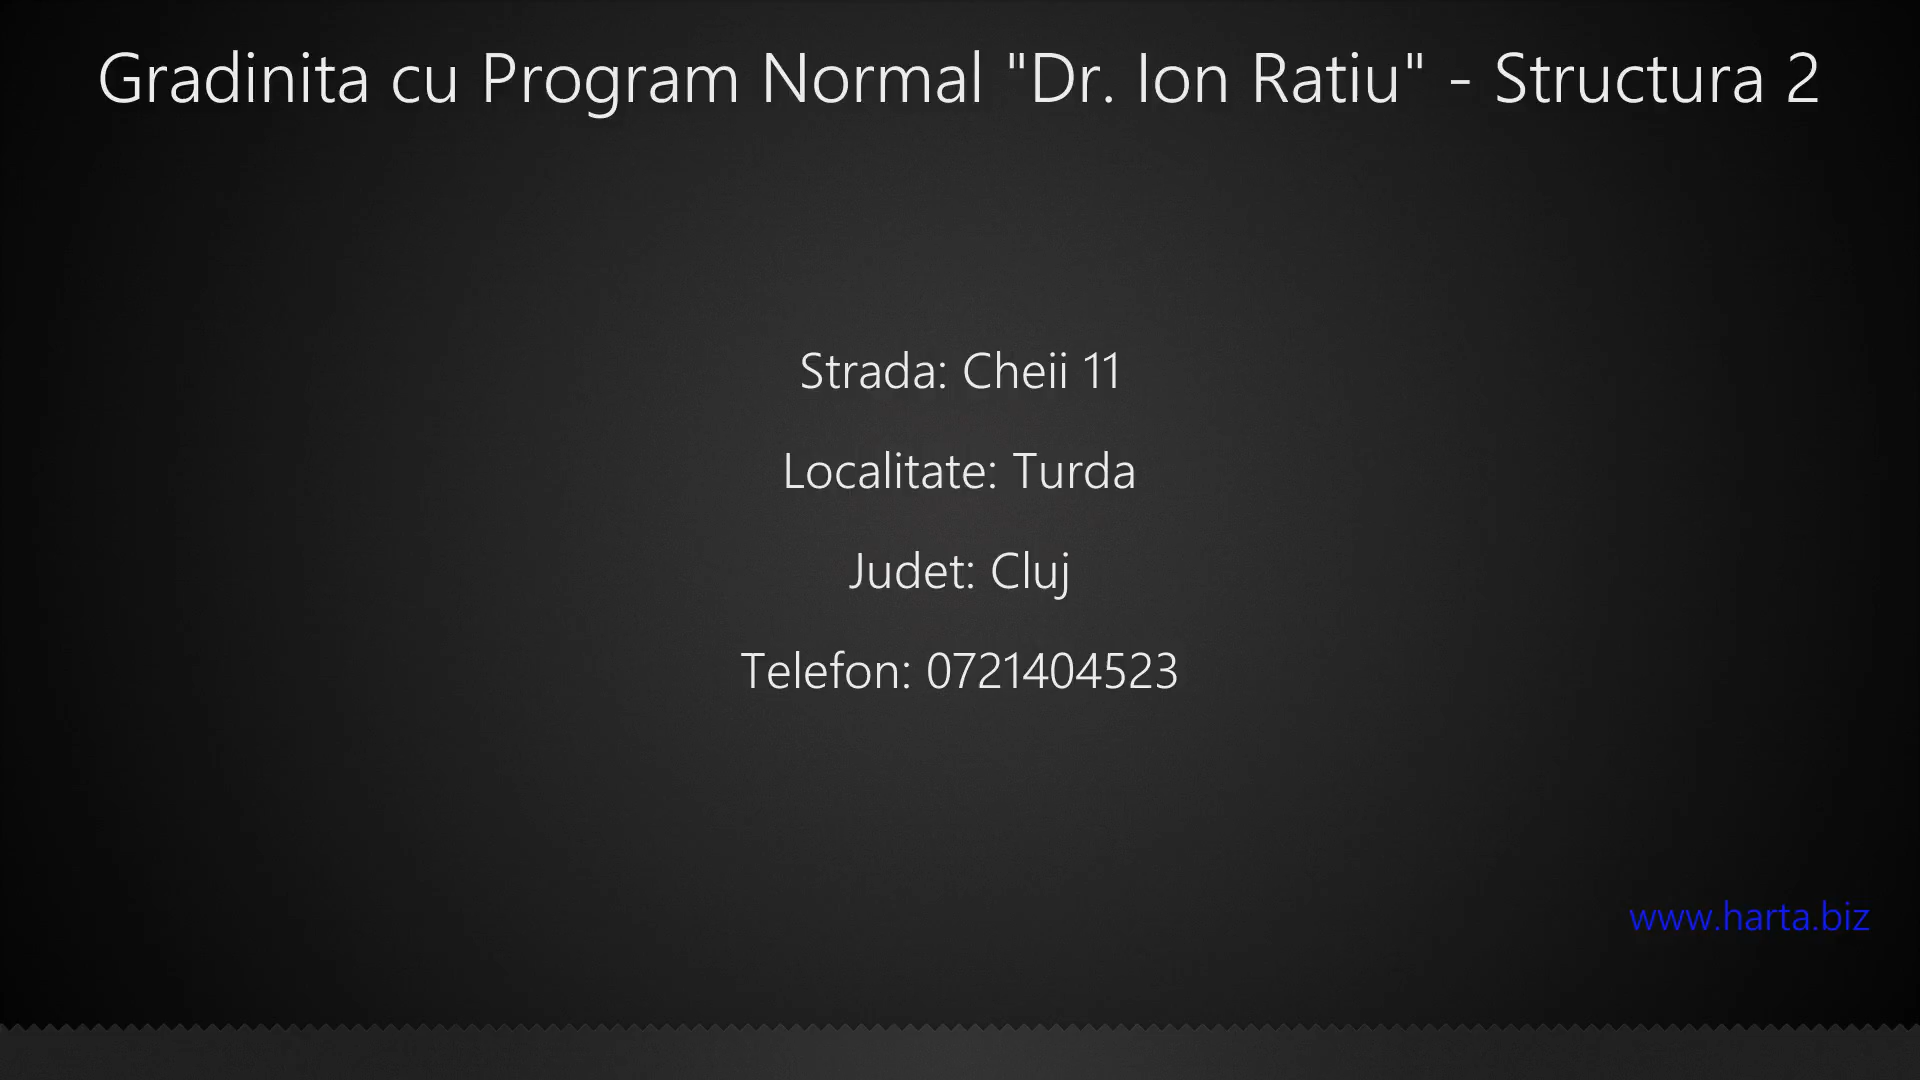 Gradinita cu Program Normal "Dr. Ion Ratiu" - Structura 2
Strada: Cheii 11
Localitate: Turda
Judet: Cluj
Telefon: 0721404523
www.harta.biz